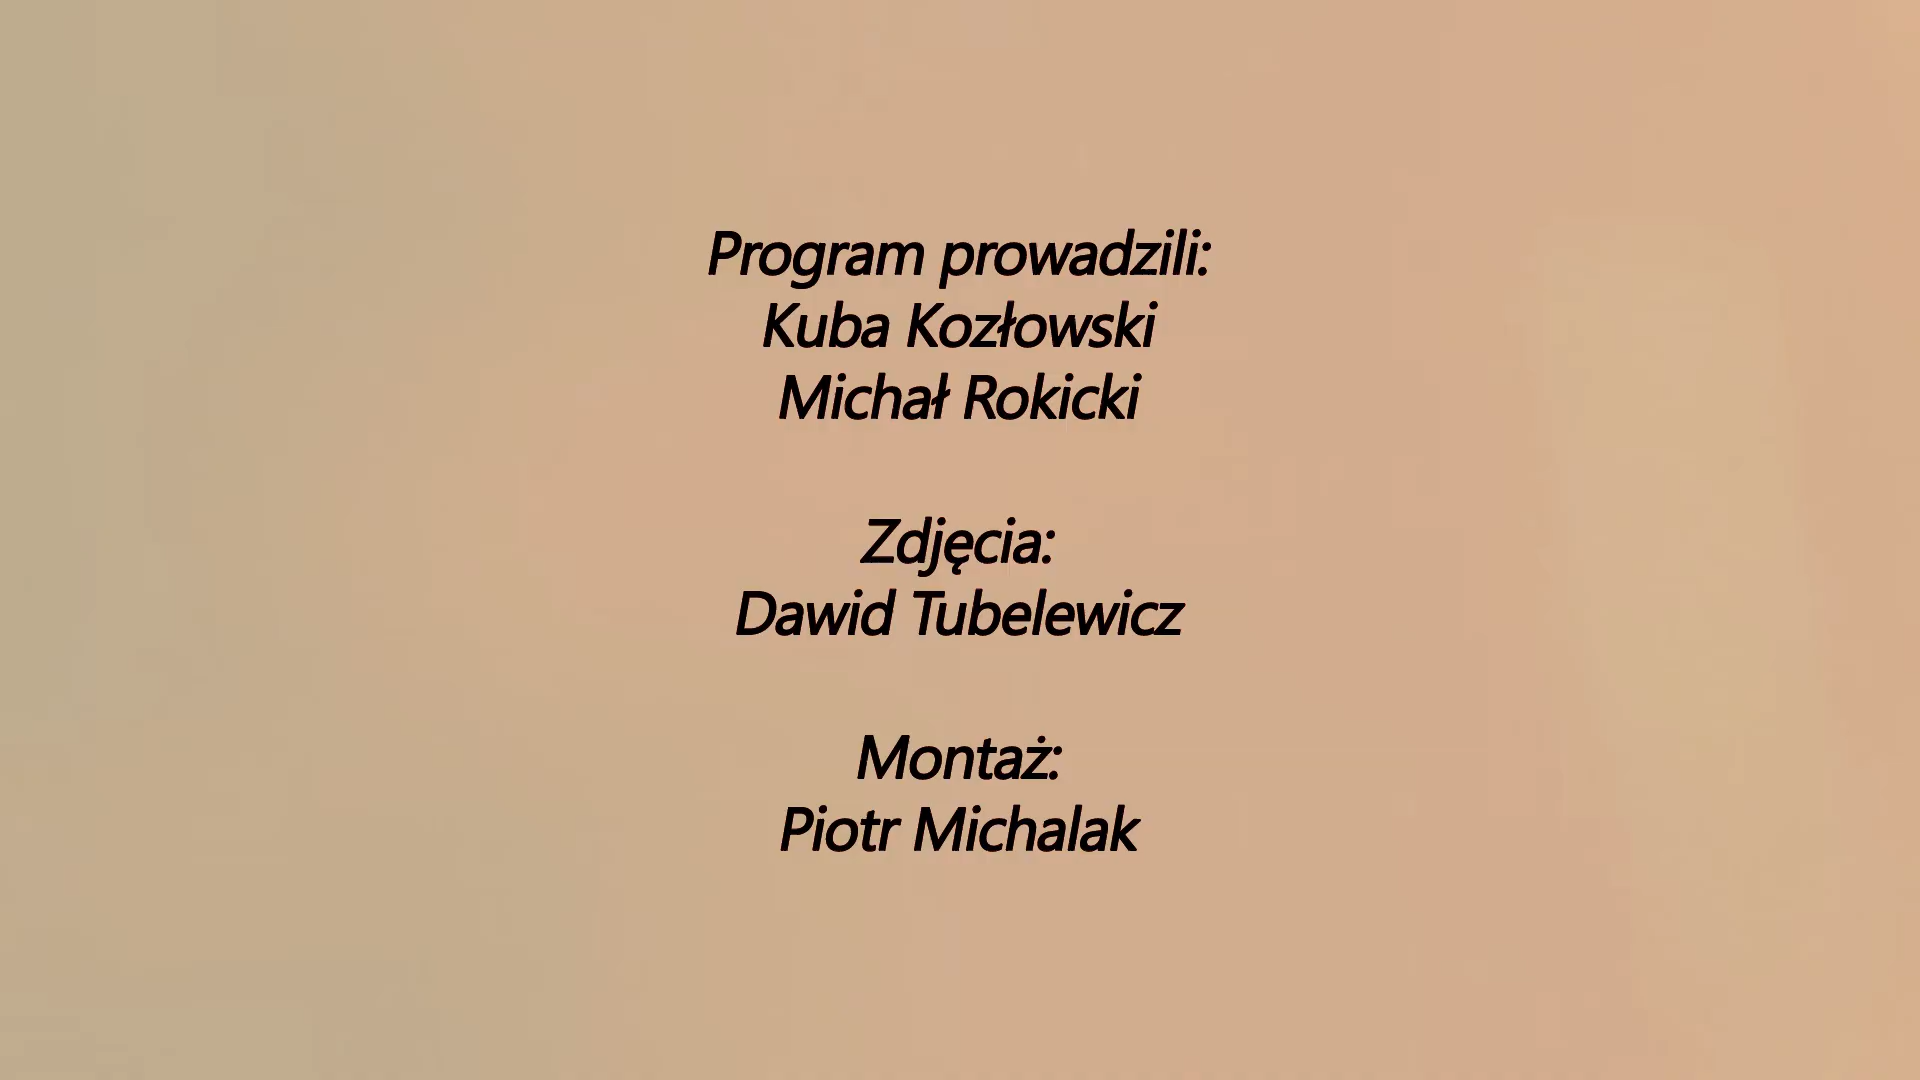 Program prowadzili:
Kuba Kozłowski
Michał Rokicki
Zdjęcia:
Dawid Tubelewicz
Montaż:
Piotr Michalak